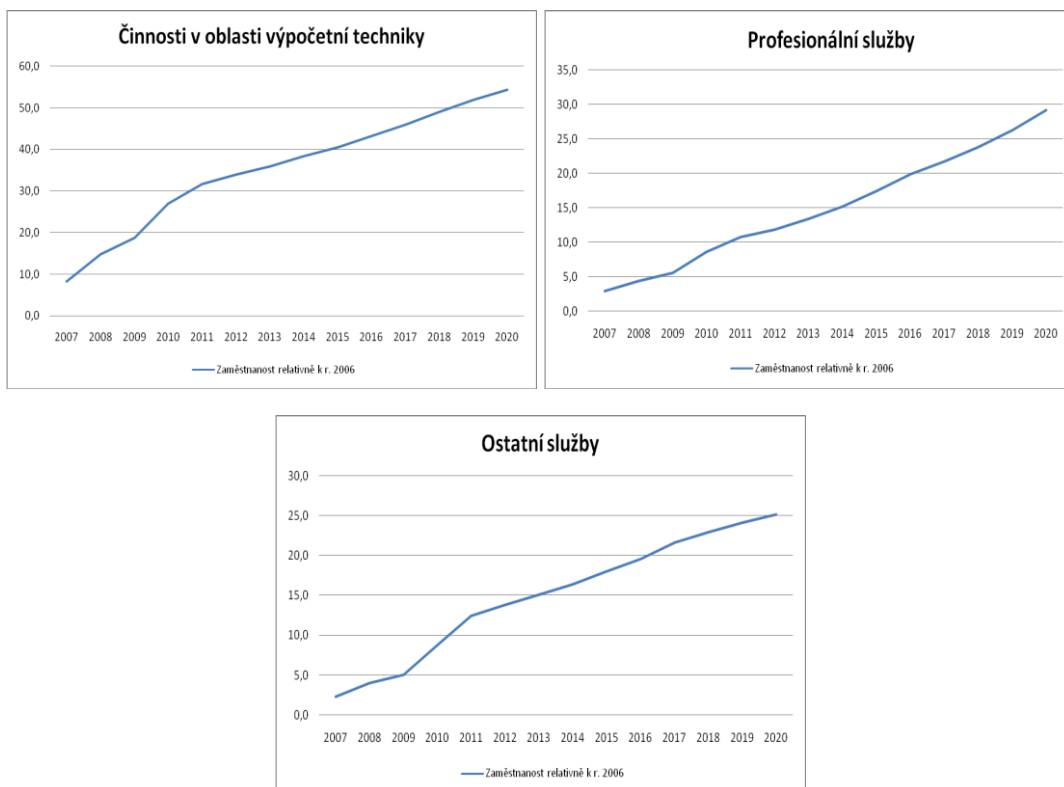 Činnosti v oblasti výpočetní techniky
60,0
50,0
40,0
30,0
20,0
10,0
0,0
2007 2008 2009 2010 2011 2012 2013 2014 2015 2016 2017 2018 2019 2020
Zaměstnanost relativně k r. 2006
Profesionální služby
35,0
30,0
25,0
20,0
15,0
10,0
5,0
0,0
2007 2008 2009 2010 2011 2012 2013 2014 2015 2016 2017 2018 2019 2020
Zaměstnanost relativně k r. 2006
Ostatní služby
30,0
25,0
20,0
15,0
10,0
5,0
0,0
2007 2008 2009 2010 2011 2012 2013 2014 2015 2016 2017 2018 2019 2020
Zaměstnanost relativně k r. 2006